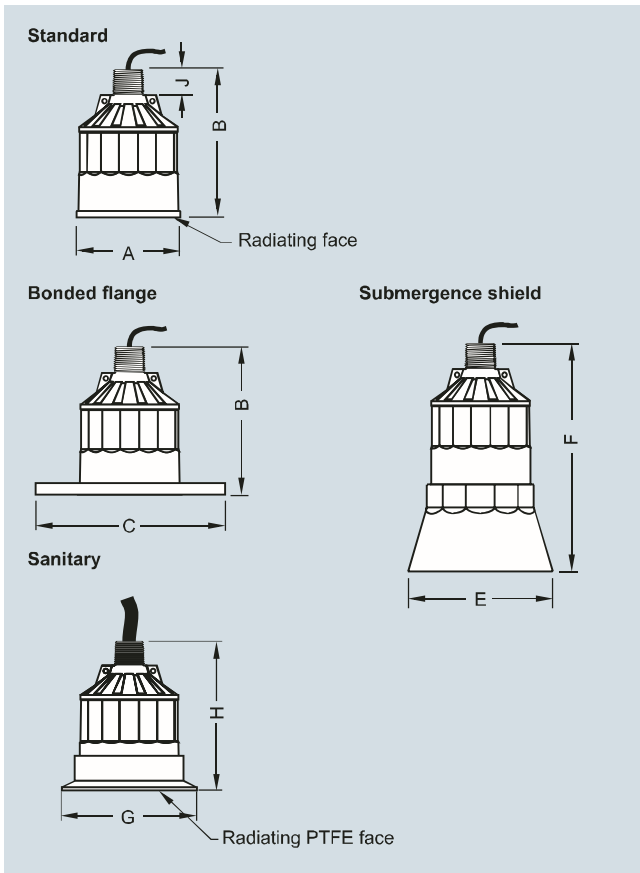 Standard
J
B
A
Radiating face
Bonded flange
B
C
Submergence shield
F
E
Sanitary
H
G
Radiating PTFE face